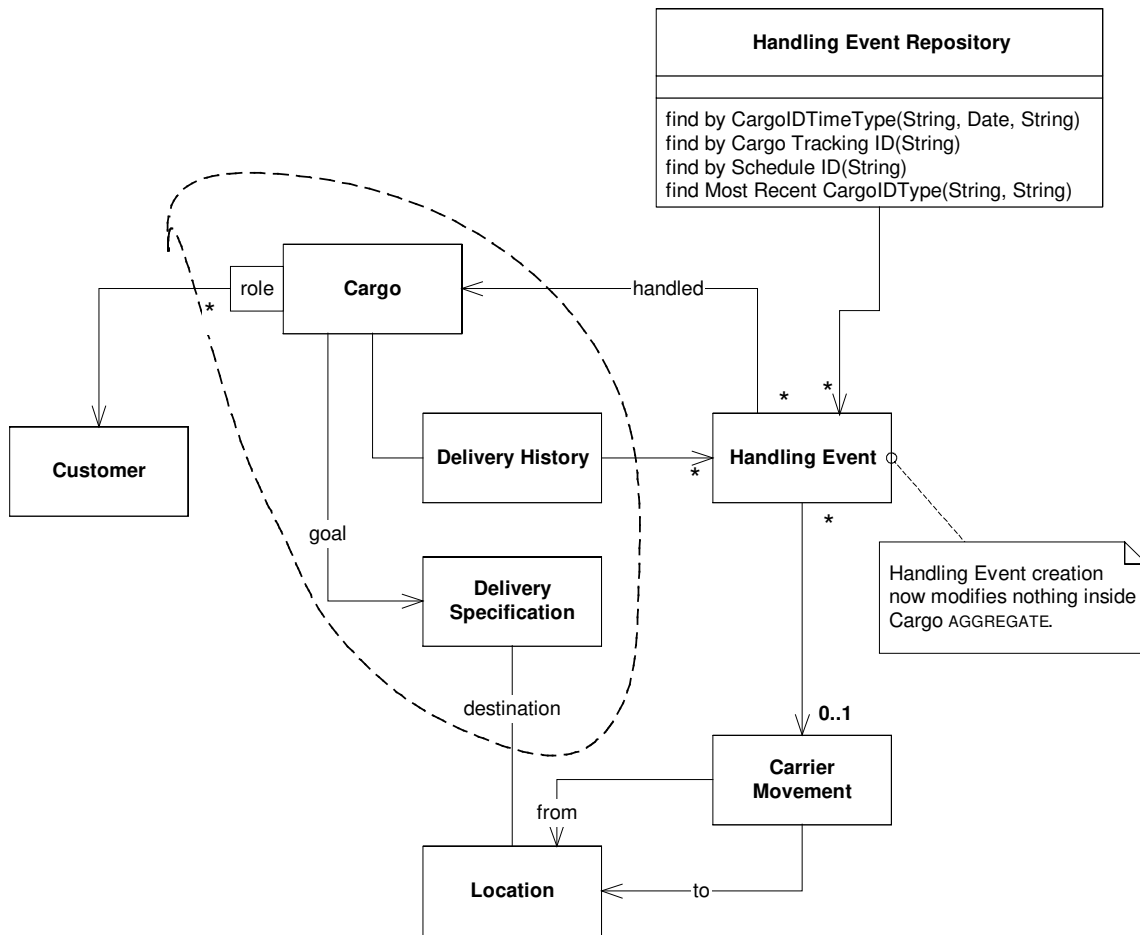 Handling Event Repository
find by CargoIDTimeType(String, Date, String)
find by Cargo Tracking ID(String)
find by Schedule ID(String)
find Most Recent CargoIDType(String, String)
role
Cargo
handled
*
*
*
Customer
Delivery History
*
Handling Event
*
goal
Delivery
Specification
Handling Event creation
now modifies nothing inside
Cargo AGGREGATE.
destination
0..1
Carrier
Movement
from
Location
to